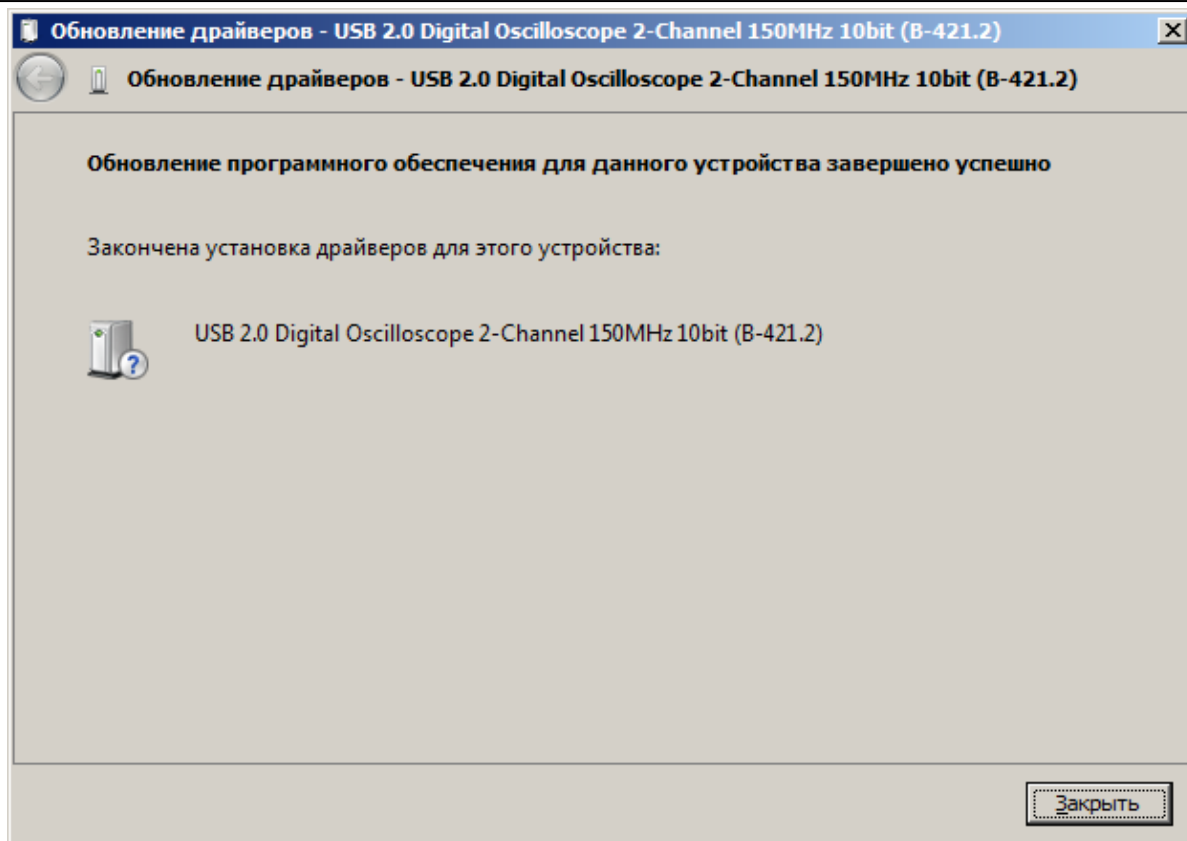 Обновление драйверов - USB 2.0 Digital Oscilloscope 2-Channel 150MHz 10bit (B-421.2)
Обновление драйверов - USB 2.0 Digital Oscilloscope 2-Channel 150MHz 10bit (B-421.2)
Обновление программного обеспечения для данного устройства завершено успешно
Закончена установка драйверов для этого устройства:
USB 2.0 Digital Oscilloscope 2-Channel 150MHz 10bit (B-421.2)
Закрыть